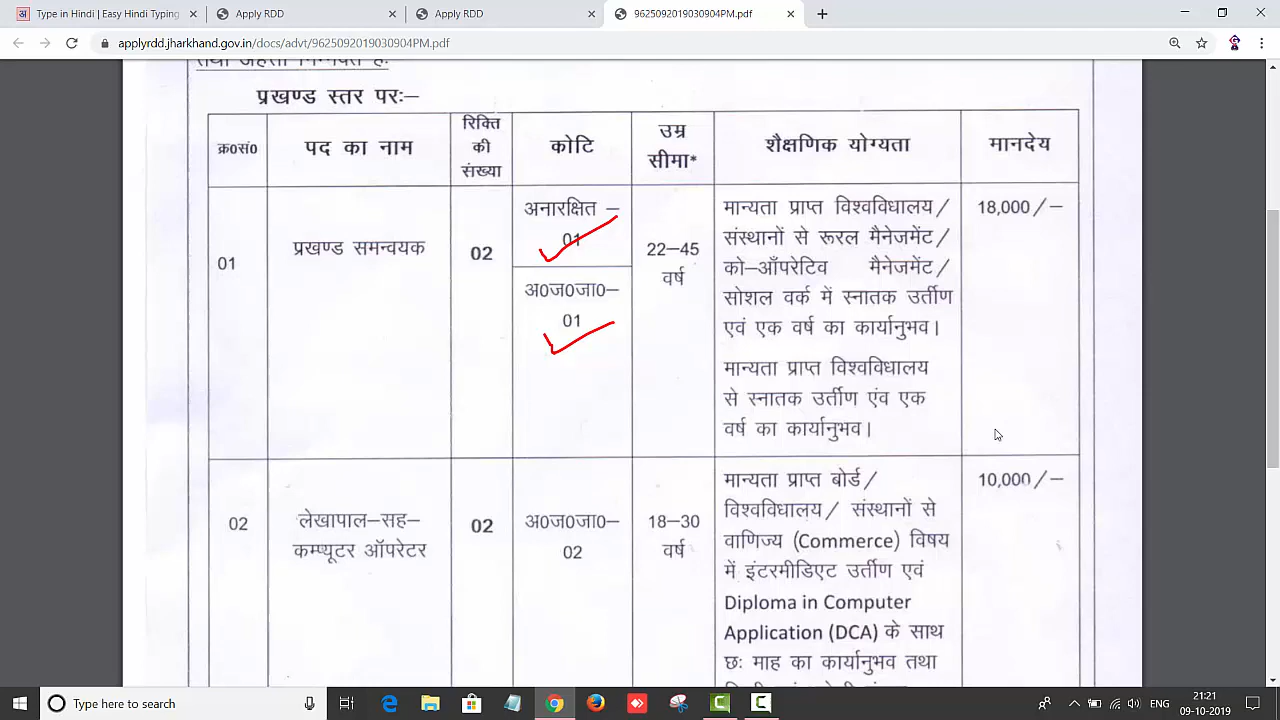 Type in Hindi | Easy Hindi Typing
Apply RDD
Apply RDD
9625092019030904PM.pdf
applyrdd.jharkhand.gov.in/docs/advt/9625092019030904PM.pdf
तथा अहर्ता निम्नवत है:
प्रखण्ड स्तर परः–
क्र0सं0
पद का नाम
रिक्ति
की
संख्या
कोटि
उम्र
सीमा*
शैक्षणिक योग्यता
मानदेय
01
प्रखण्ड समन्वयक
02
अनारक्षित –
01
अ0ज0जा0–
01
22–45
वर्ष
मान्यता प्राप्त विश्वविधालय/
संस्थानों से रूरल मैनेजमेंट/
को–ऑंपरेटिव मैनेजमेंट/
सोशल वर्क में स्नातक उर्तीण
एवं एक वर्ष का कार्यानुभव।
मान्यता प्राप्त विश्वविधालय
से स्नातक उर्तीण एंव एक
वर्ष का कार्यानुभव।
18,000/–
02
लेखापाल–सह–
कम्प्यूटर ऑपरेटर
02
अ0ज0जा0–
02
18–30
वर्ष
मान्यता प्राप्त बोर्ड/
विश्वविधालय/ संस्थानों से
वाणिज्य (Commerce) विषय
में इंटरमीडिएट उर्तीण एवं
Diploma in Computer
Application (DCA) के साथ
छः माह का कार्यानुभव तथा
10,000/–
Type here to search
ENG
21:21
09-10-2019